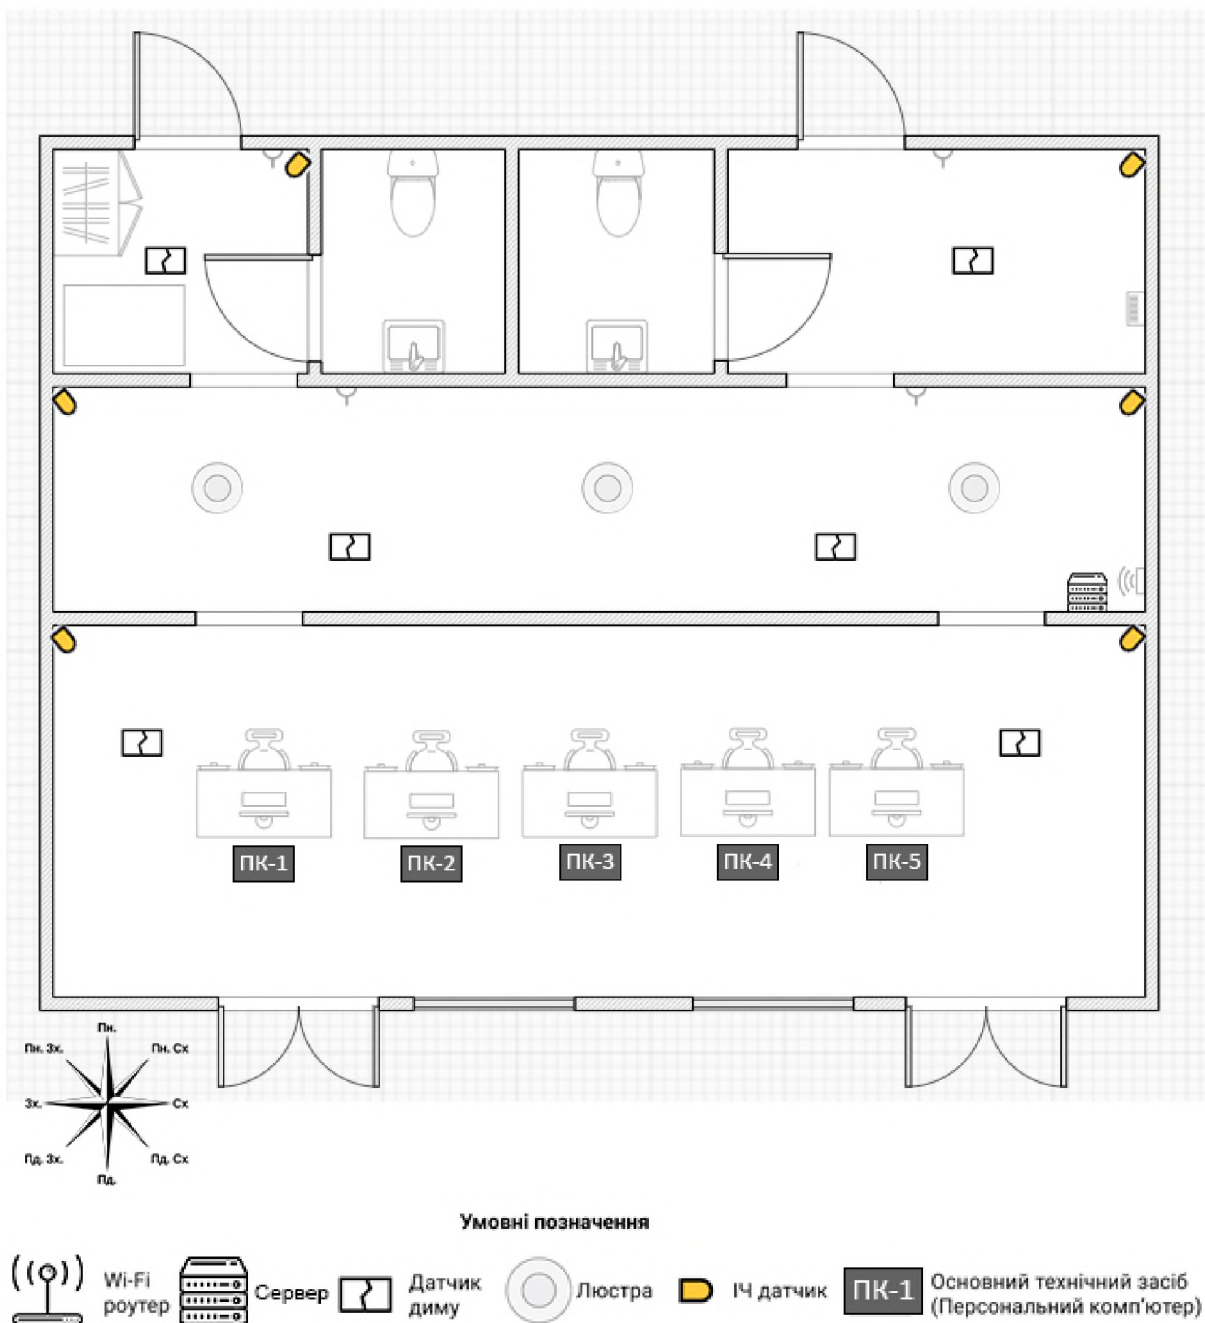 ПК-1
ПК-2
ПК-3
ПК-4
ПК-5
Пн.
Пн. Зх.
Пн. Сх
Зх.
Сх
Пд. Зх.
Пд. Сх
Пд.
Умовні позначення
Wi-Fi
роутер
Сервер
Датчик
диму
Люстра
ІЧ датчик
ПК-1
Основний технічний засіб
(Персональний комп'ютер)